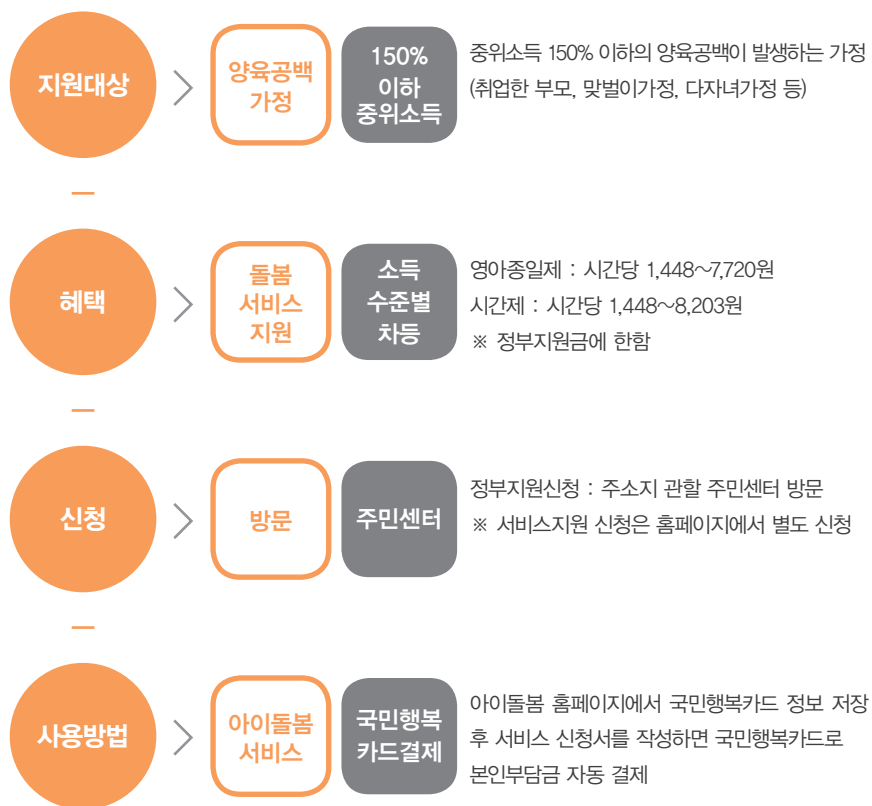 지원대상
양육공백
가정
150%
이하
중위소득
중위소득 150% 이하의 양육공백이 발생하는 가정
(취업한 부모, 맞벌이가정, 다자녀가정 등)
혜택
돌봄
서비스
지원
소득
수준별
차등
영아종일제 : 시간당 1,448~7,720원
시간제 : 시간당 1,448~8,203원
※ 정부지원금에 한함
신청
방문
주민센터
정부지원신청 : 주소지 관할 주민센터 방문
※ 서비스지원 신청은 홈페이지에서 별도 신청
사용방법
아이돌봄
서비스
국민행복
카드결제
아이돌봄 홈페이지에서 국민행복카드 정보 저장
후 서비스 신청서를 작성하면 국민행복카드로
본인부담금 자동 결제